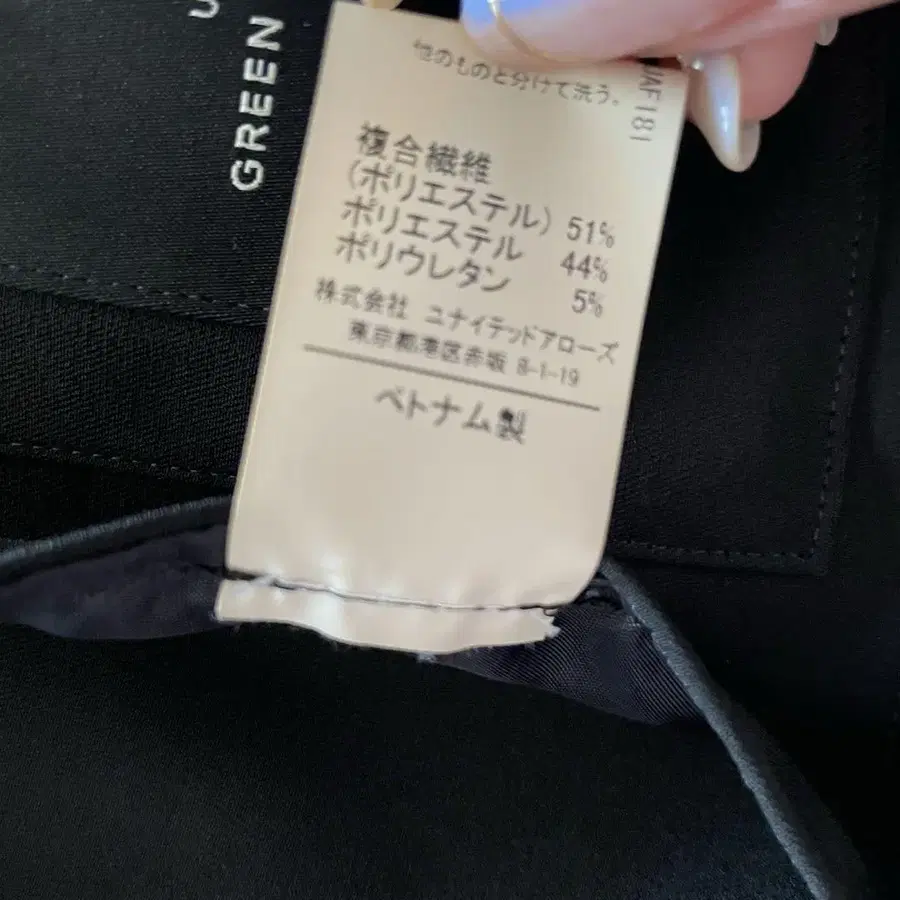 GREEN
他のものと分けて洗う。
JAF181
複合繊維
(ポリエステル) 51%
ポリエステル 44%
ポリウレタン 5%
株式会社 ユナイテッドアローズ
東京都港区赤坂 8-1-19
ベトナム製